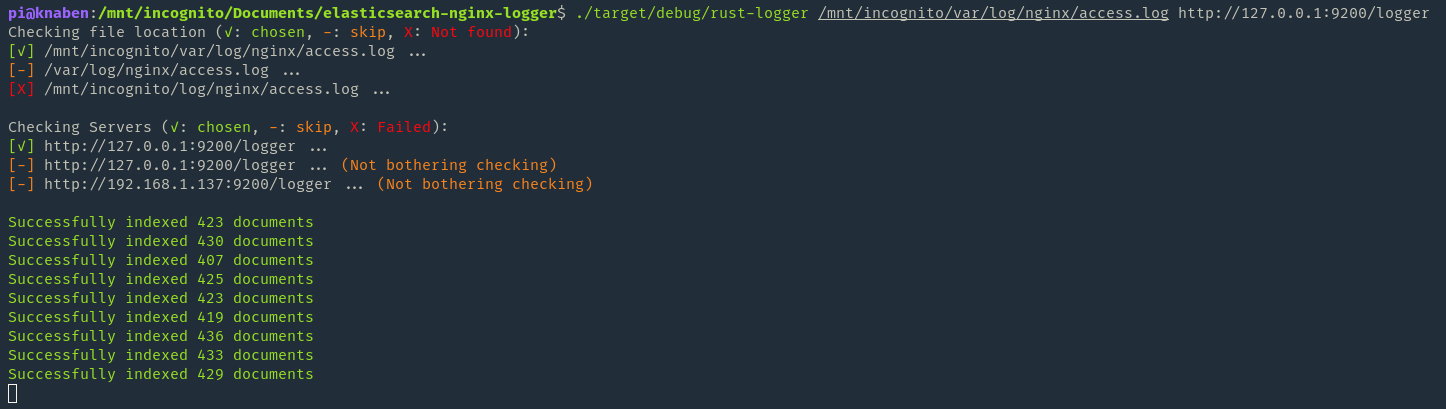 pi@knaben:/mnt/incognito/Documents/elasticsearch-nginx-logger$ ./target/debug/rust-logger /mnt/incognito/var/log/nginx/access.log http://127.0.0.1:9200/logger
Checking file location (√: chosen, -: skip, X: Not found):
[√] /mnt/incognito/var/log/nginx/access.log ...
[-] /var/log/nginx/access.log ...
[X] /mnt/incognito/log/nginx/access.log ...
Checking Servers (√: chosen, -: skip, X: Failed):
[√] http://127.0.0.1:9200/logger ...
[-] http://127.0.0.1:9200/logger ... (Not bothering checking)
[-] http://192.168.1.137:9200/logger ... (Not bothering checking)
Successfully indexed 423 documents
Successfully indexed 430 documents
Successfully indexed 407 documents
Successfully indexed 425 documents
Successfully indexed 423 documents
Successfully indexed 419 documents
Successfully indexed 436 documents
Successfully indexed 433 documents
Successfully indexed 429 documents